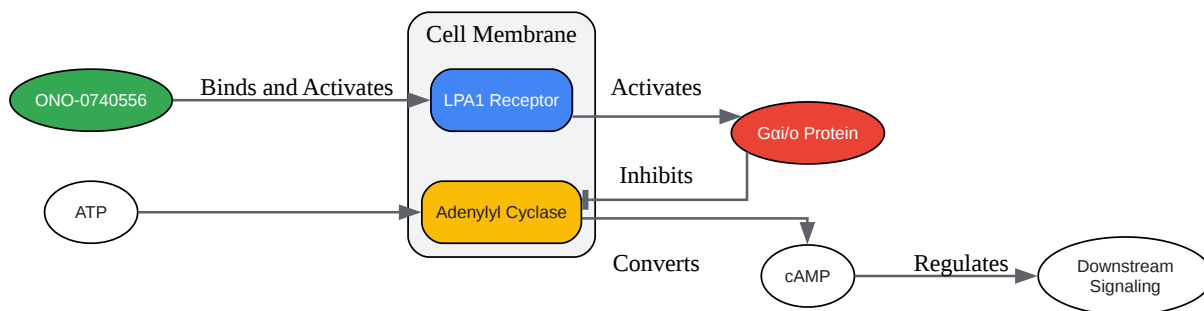 Cell Membrane
ONO-0740556
Binds and Activates
LPA1 Receptor
Activates
Gαi/o Protein
Inhibits
ATP
Adenylyl Cyclase
Converts
cAMP
Regulates
Downstream
Signaling